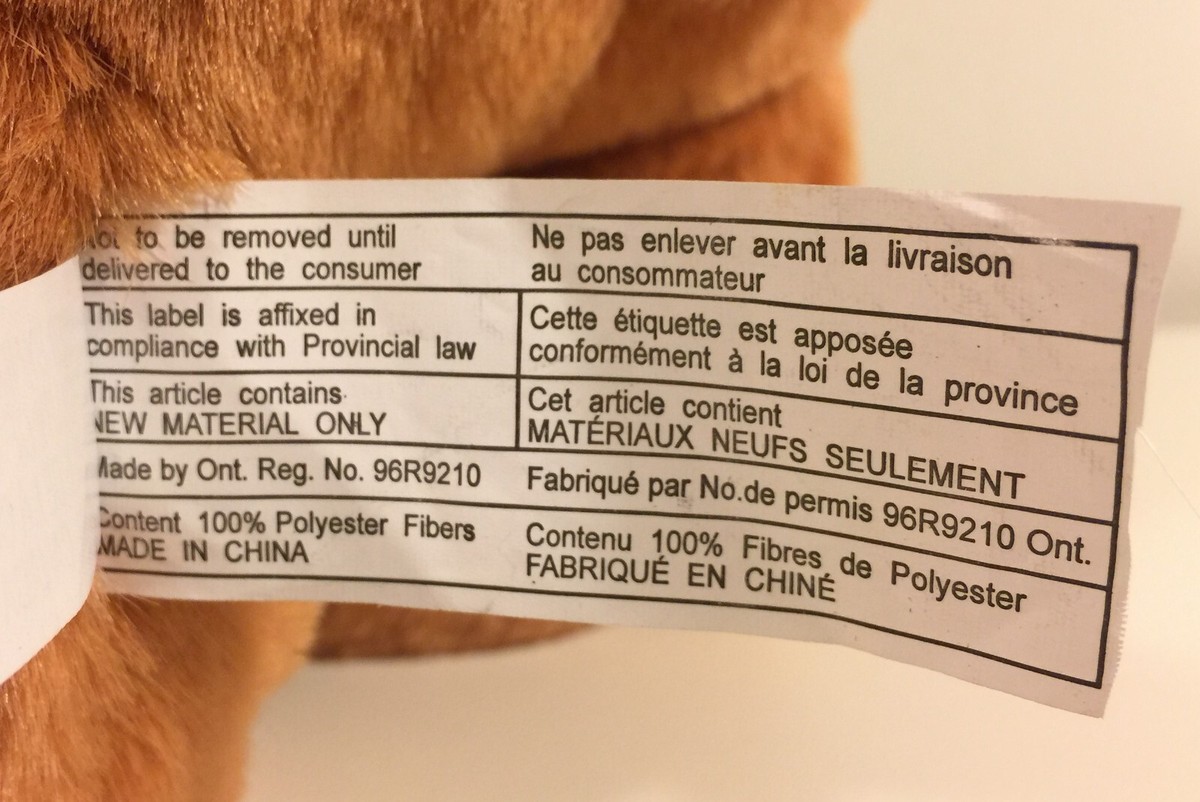 Not to be removed until
delivered to the consumer
Ne pas enlever avant la livraison
au consommateur
This label is affixed in
compliance with Provincial law
Cette étiquette est apposée
conformément à la loi de la province
This article contains
NEW MATERIAL ONLY
Cet article contient
MATÉRIAUX NEUFS SEULEMENT
Made by Ont. Reg. No. 96R9210
Fabriqué par No.de permis 96R9210 Ont.
Content 100% Polyester Fibers
MADE IN CHINA
Contenu 100% Fibres de Polyester
FABRIQUÉ EN CHINÉ